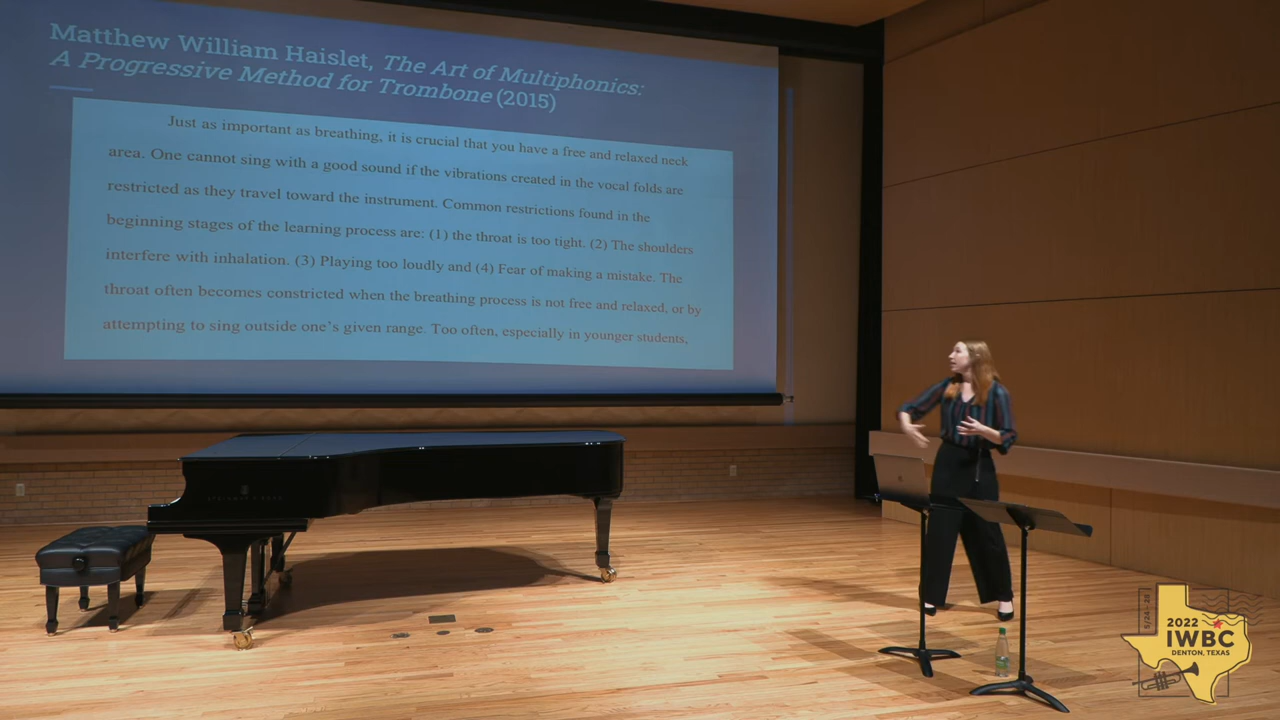 Matthew William Haislet, The Art of Multiphonics:
A Progressive Method for Trombone (2015)
Just as important as breathing, it is crucial that you have a free and relaxed neck
area. One cannot sing with a good sound if the vibrations created in the vocal folds are
restricted as they travel toward the instrument. Common restrictions found in the
beginning stages of the learning process are: (1) the throat is too tight. (2) The shoulders
interfere with inhalation. (3) Playing too loudly and (4) Fear of making a mistake. The
throat often becomes constricted when the breathing process is not free and relaxed, or by
attempting to sing outside one's given range. Too often, especially in younger students,
STEINWAY & SONS
2022
IWBC
DENTON, TEXAS